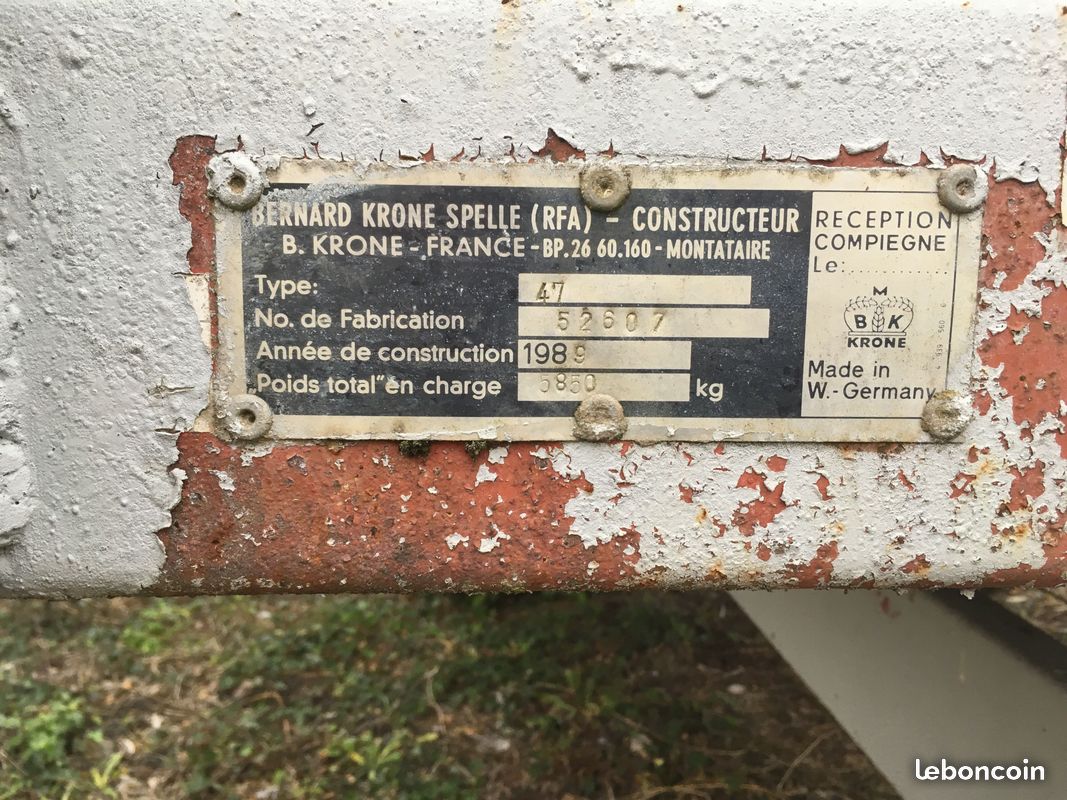 BERNARD KRONE SPELLE (RFA) - CONSTRUCTEUR
B. KRONE - FRANCE - BP.26 60.160 - MONTATAIRE
Type: 47
No. de Fabrication 52607
Année de construction 1989
Poids total en charge 5850 kg
RECEPTION
COMPIEGNE
Le:..........
M
B K
KRONE
Made in
W.-Germany
leboncoin